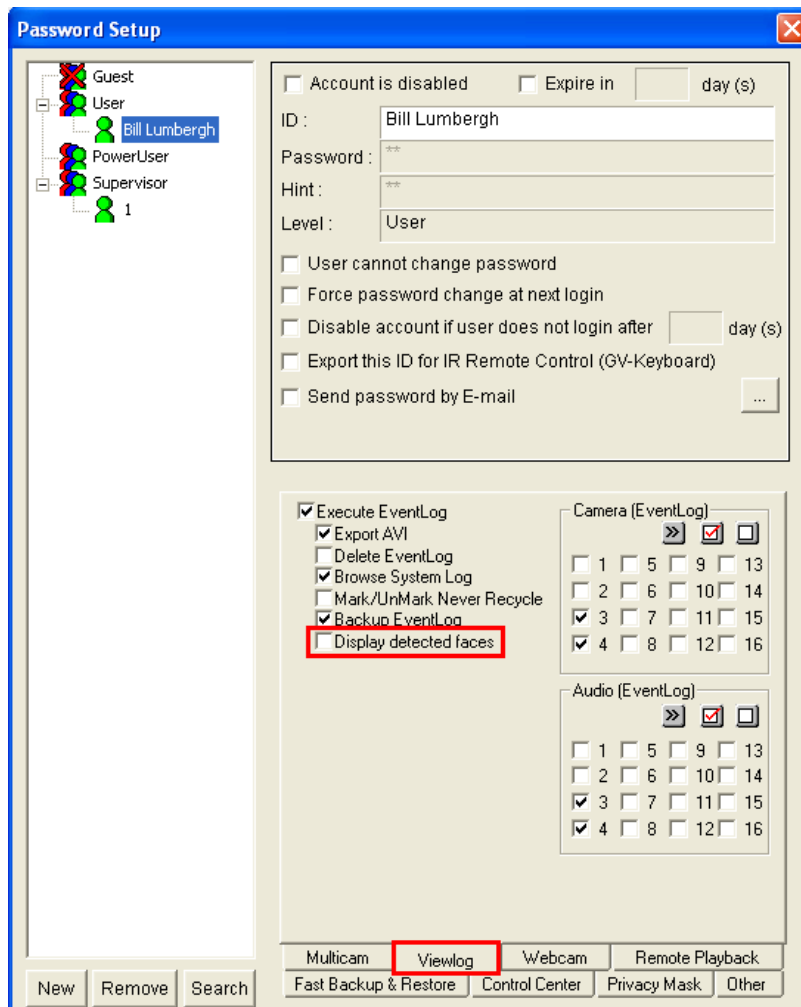 Password Setup
Guest
User
Bill Lumbergh
PowerUser
Supervisor
1
Account is disabled
Expire in
day (s)
ID :
Bill Lumbergh
Password :
**
Hint :
**
Level :
User
User cannot change password
Force password change at next login
Disable account if user does not login after
day (s)
Export this ID for IR Remote Control (GV-Keyboard)
Send password by E-mail
...
Execute EventLog
Export AVI
Delete EventLog
Browse System Log
Mark/UnMark Never Recycle
Backup EventLog
Display detected faces
Camera (EventLog)
>>
1 5 9 13
2 6 10 14
3 7 11 15
4 8 12 16
Audio (EventLog)
>>
1 5 9 13
2 6 10 14
3 7 11 15
4 8 12 16
Multicam Viewlog Webcam Remote Playback
Fast Backup & Restore Control Center Privacy Mask Other
New Remove Search